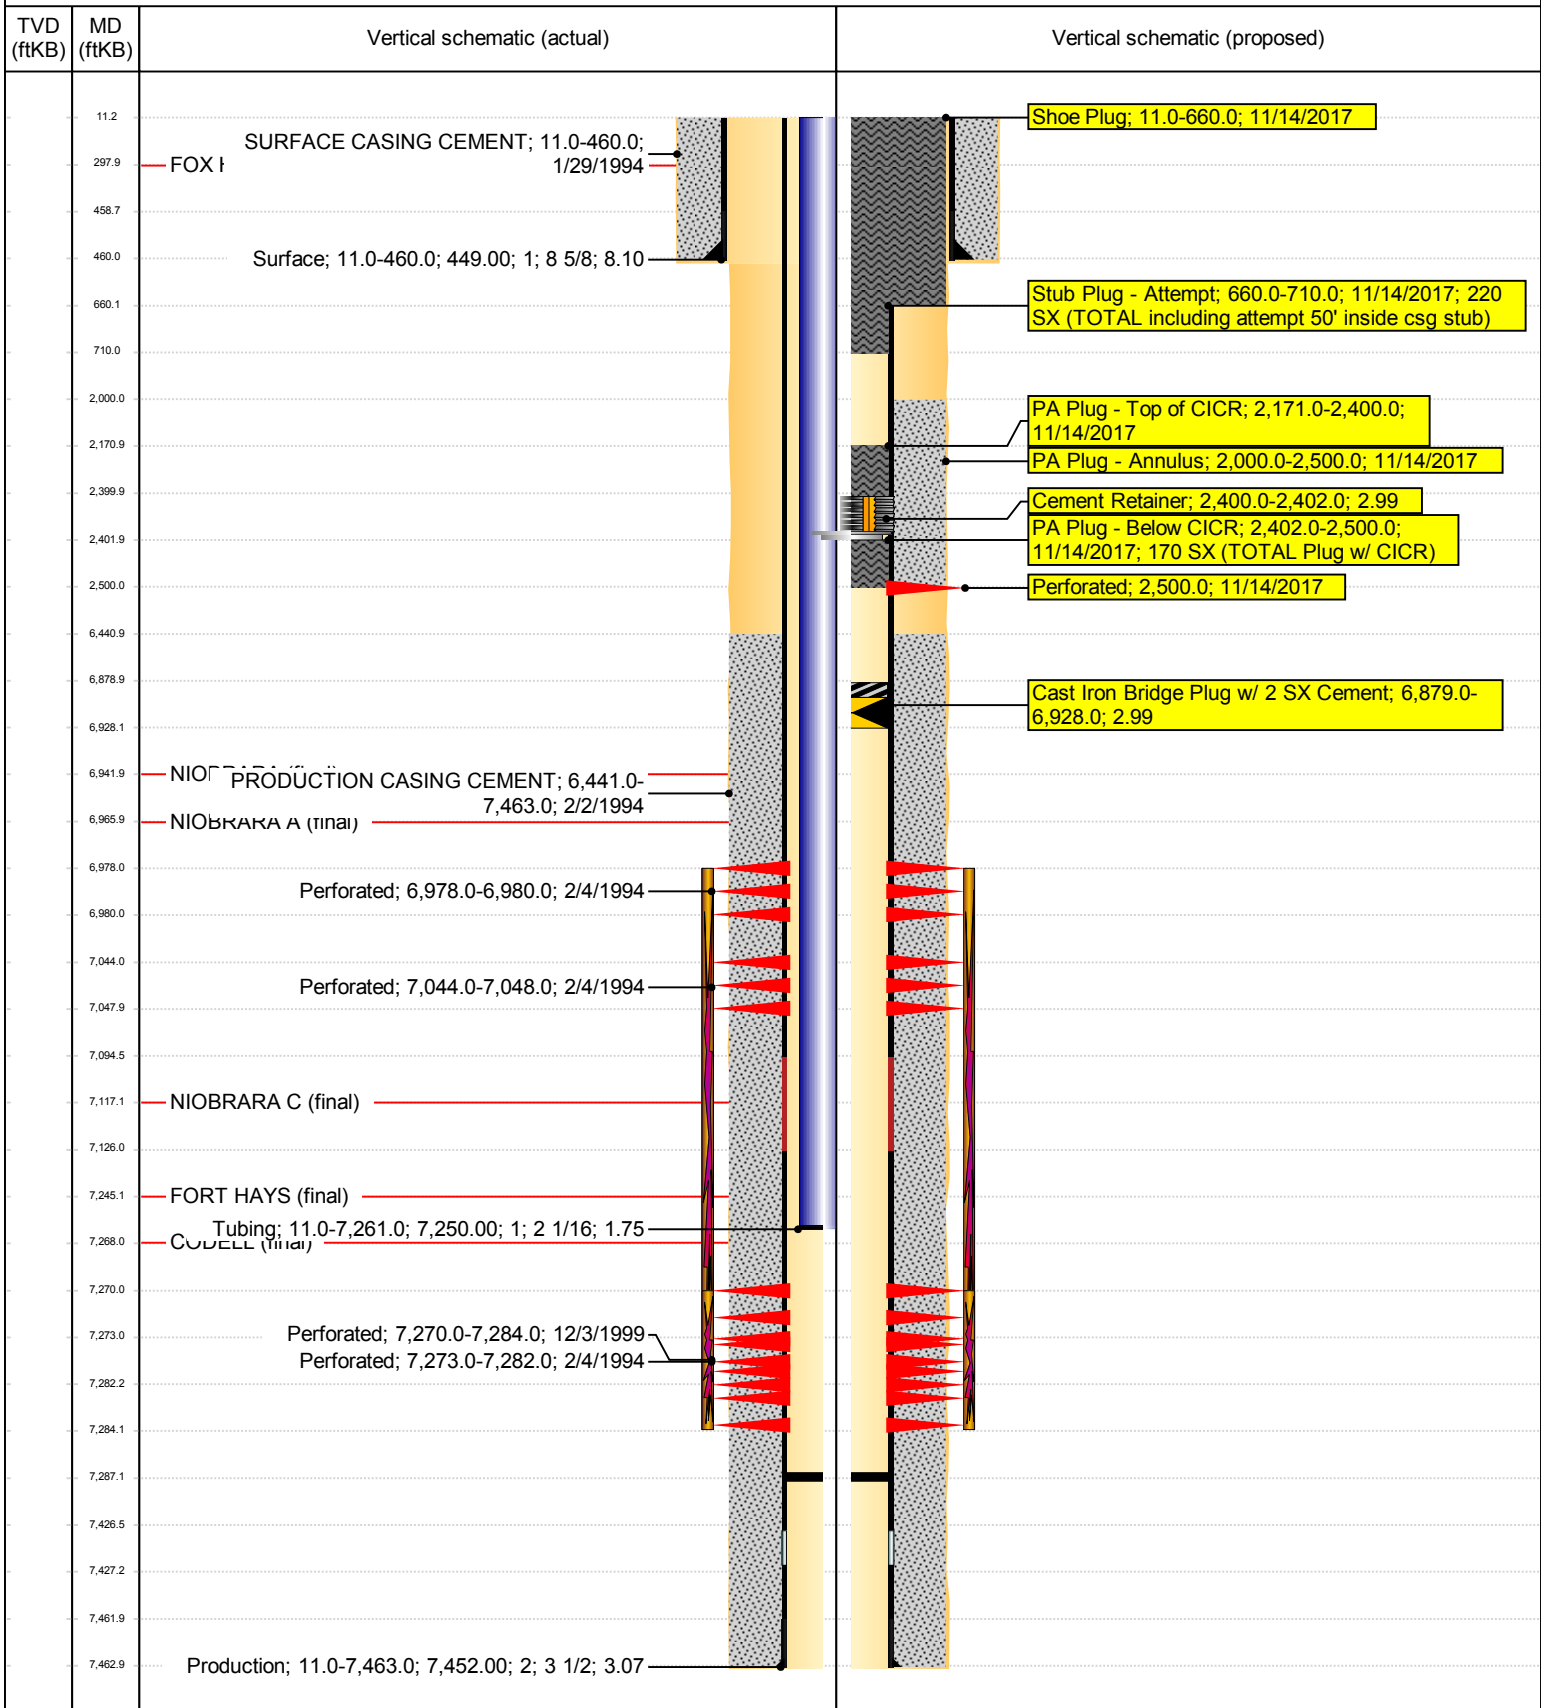 TVD (ftKB)
MD (ftKB)
Vertical schematic (actual)
Vertical schematic (proposed)
11.2
297.9
458.7
460.0
660.1
710.0
2,000.0
2,170.9
2,399.9
2,401.9
2,500.0
6,440.9
6,878.9
6,928.1
6,941.9
6,965.9
6,978.0
6,980.0
7,044.0
7,047.9
7,094.5
7,117.1
7,126.0
7,245.1
7,268.0
7,270.0
7,273.0
7,282.2
7,284.1
7,287.1
7,426.5
7,427.2
7,461.9
7,462.9
SURFACE CASING CEMENT; 11.0-460.0;
1/29/1994
FOX
Surface; 11.0-460.0; 449.00; 1; 8 5/8; 8.10
PRODUCTION CASING CEMENT; 6,441.0-
7,463.0; 2/2/1994
NIOBRARA A (final)
Perforated; 6,978.0-6,980.0; 2/4/1994
Perforated; 7,044.0-7,048.0; 2/4/1994
NIOBRARA C (final)
FORT HAYS (final)
Tubing; 11.0-7,261.0; 7,250.00; 1; 2 1/16; 1.75
CODELL (final)
Perforated; 7,270.0-7,284.0; 12/3/1999
Perforated; 7,273.0-7,282.0; 2/4/1994
Production; 11.0-7,463.0; 7,452.00; 2; 3 1/2; 3.07
Shoe Plug; 11.0-660.0; 11/14/2017
Stub Plug - Attempt; 660.0-710.0; 11/14/2017; 220
SX (TOTAL including attempt 50' inside csg stub)
PA Plug - Top of CICR; 2,171.0-2,400.0;
11/14/2017
PA Plug - Annulus; 2,000.0-2,500.0; 11/14/2017
Cement Retainer; 2,400.0-2,402.0; 2.99
PA Plug - Below CICR; 2,402.0-2,500.0;
11/14/2017; 170 SX (TOTAL Plug w/ CICR)
Perforated; 2,500.0; 11/14/2017
Cast Iron Bridge Plug w/ 2 SX Cement; 6,879.0-
6,928.0; 2.99